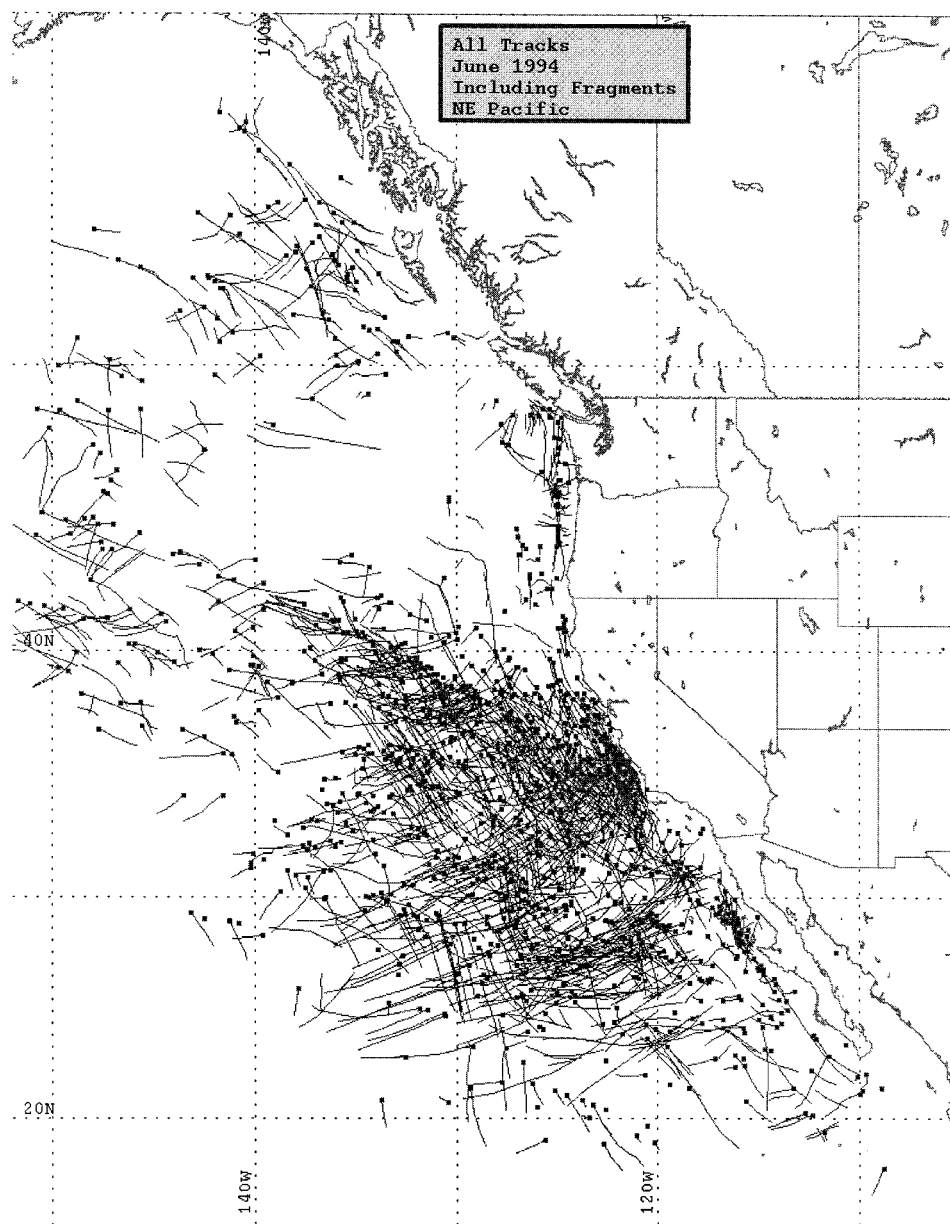 140W
All Tracks
June 1994
Including Fragments
NE Pacific
40N
20N
140W
120W